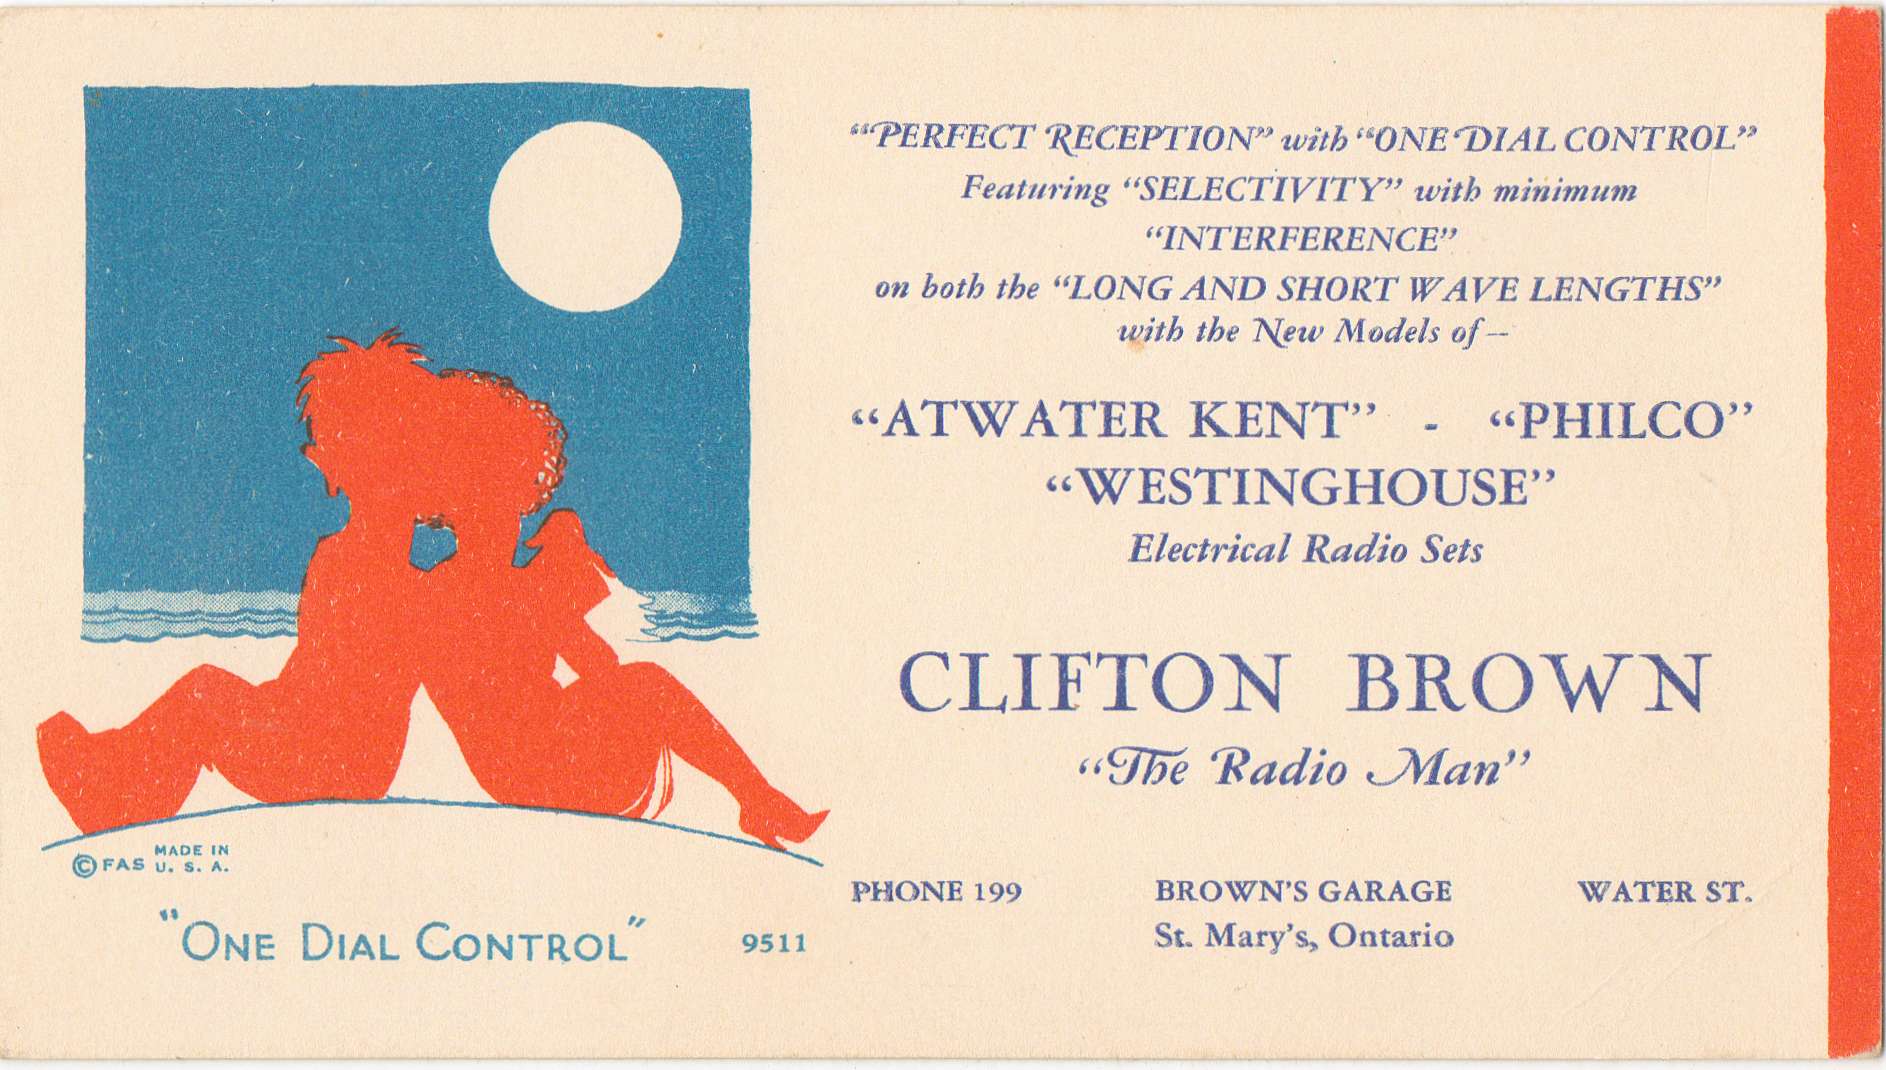 "PERFECT RECEPTION" with "ONE DIAL CONTROL"
Featuring "SELECTIVITY" with minimum
"INTERFERENCE"
on both the "LONG AND SHORT WAVE LENGTHS"
with the New Models of —
"ATWATER KENT" - "PHILCO"
"WESTINGHOUSE"
Electrical Radio Sets
CLIFTON BROWN
"The Radio Man"
PHONE 199 BROWN'S GARAGE WATER ST.
St. Mary's, Ontario
© FAS MADE IN
U. S. A.
"ONE DIAL CONTROL" 9511